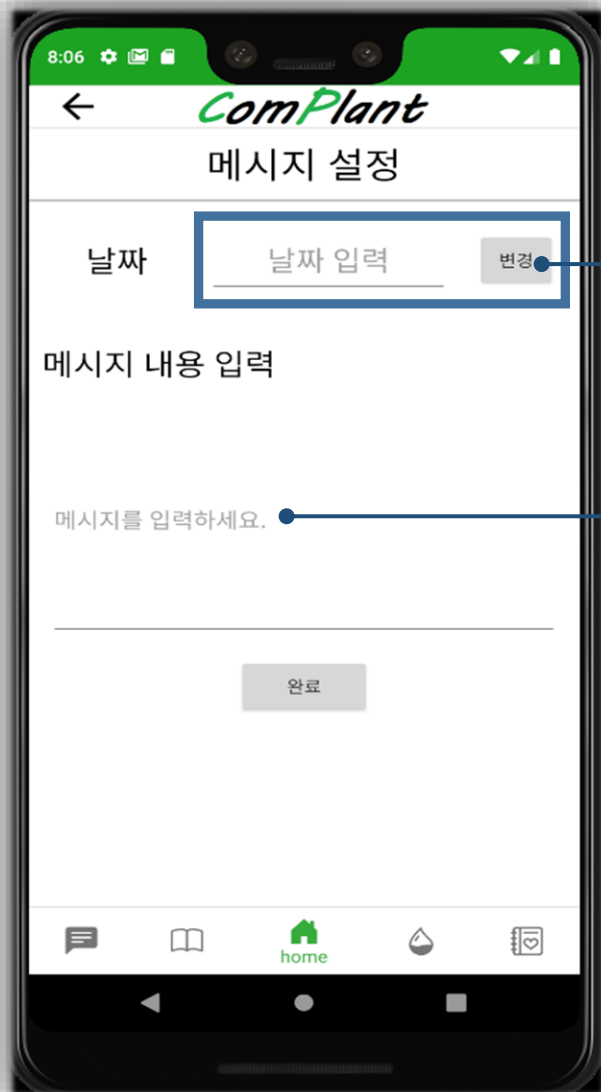 8:06
ComPlant
메시지 설정
날짜 날짜 입력 변경
메시지 내용 입력
메시지를 입력하세요.
완료
home